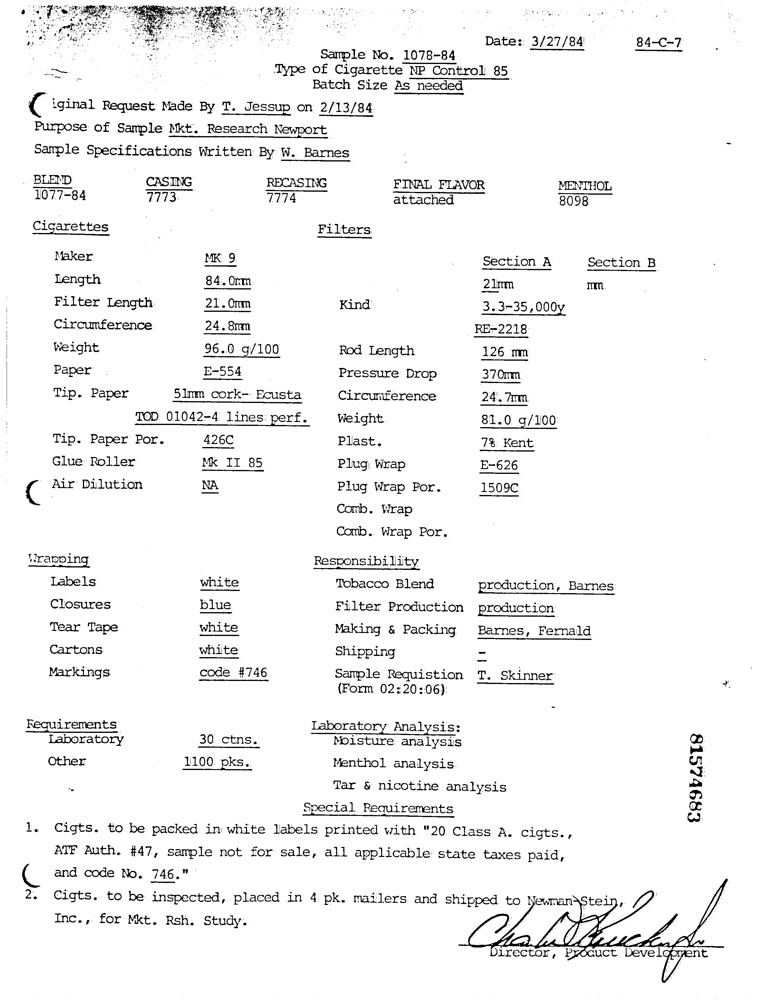 Date: 3/27/84 84-C-7
Sample No. 1078-84
Type of Cigarette NP Control 85
Batch Size As needed
iginal Request Made By T. Jessup on 2/13/84
Purpose of Sample Mkt. Research Newport
Sample Specifications Written By W. Barnes
BLEND CASING RECASING FINAL FLAVOR MENTHOL
1077-84 7773 7774 attached 8098
Cigarettes Filters
Maker MK 9 Section A Section B
Length 84.0mm 21mm mm
Filter Length 21.0mm Kind 3.3-35,000y
Circumference 24.8mm RE-2218
Weight 96.0 g/100 Rod Length 126 mm
Paper E-554 Pressure Drop 370mm
Tip. Paper 51mm cork- Ecusta Circumference 24.7mm
TOD 01042-4 lines perf. Weight 81.0 g/100
Tip. Paper Por. 426C Plast. 7% Kent
Glue Roller Mk II 85 Plug Wrap E-626
Air Dilution NA Plug Wrap Por. 1509C
Comb. Wrap
Comb. Wrap Por.
Wrapping Responsibility
Labels white Tobacco Blend production, Barnes
Closures blue Filter Production production
Tear Tape white Making & Packing Barnes, Fernald
Cartons white Shipping -
Markings code #746 Sample Requistion T. Skinner
(Form 02:20:06)
Requirements Laboratory Analysis:
Laboratory 30 ctns. Moisture analysis
Other 1100 pks. Menthol analysis
Tar & nicotine analysis
Special Requirements
1. Cigts. to be packed in white labels printed with "20 Class A. cigts.,
ATF Auth. #47, sample not for sale, all applicable state taxes paid,
and code No. 746."
2. Cigts. to be inspected, placed in 4 pk. mailers and shipped to Newman Stein,
Inc., for Mkt. Rsh. Study.
Director, Product Development
81574683